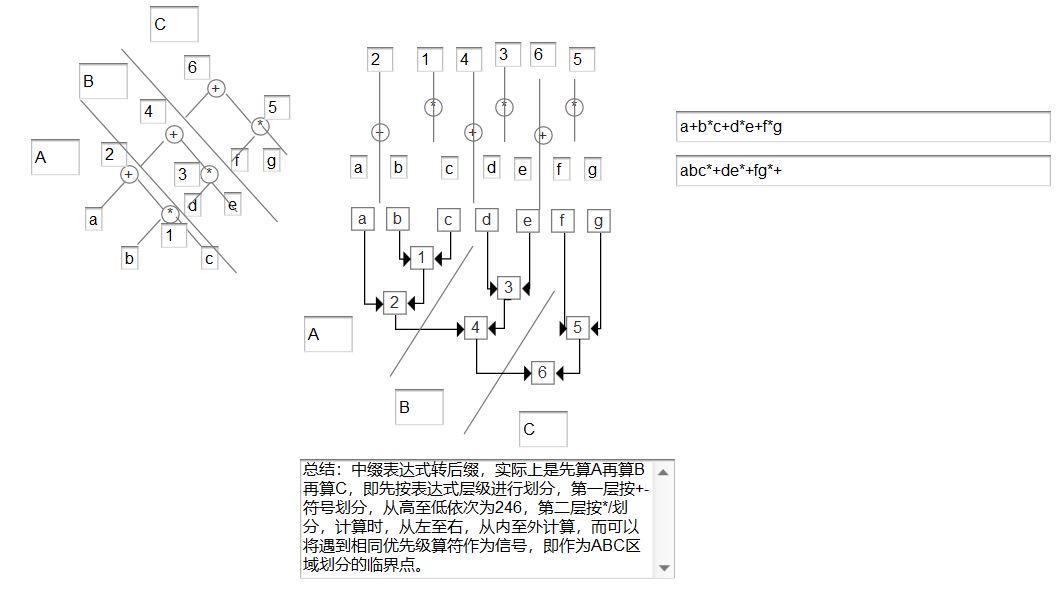 C
6
+
B
5
*
4
+
A
2
+
3
*
f
g
d
e
a
*
1
b
c
2
1
4
3
6
5
*
*
*
+
+
+
a
b
c
d
e
f
g
a
b
c
d
e
f
g
1
3
2
4
5
A
6
B
C
a+b*c+d*e+f*g
abc*+de*+fg*+
总结：中缀表达式转后缀，实际上是先算A再算B
再算C，即先按表达式层级进行划分，第一层按+-
符号划分，从高至低依次为246，第二层按*/划
分，计算时，从左至右，从内至外计算，而可以
将遇到相同优先级算符作为信号，即作为ABC区
域划分的临界点。